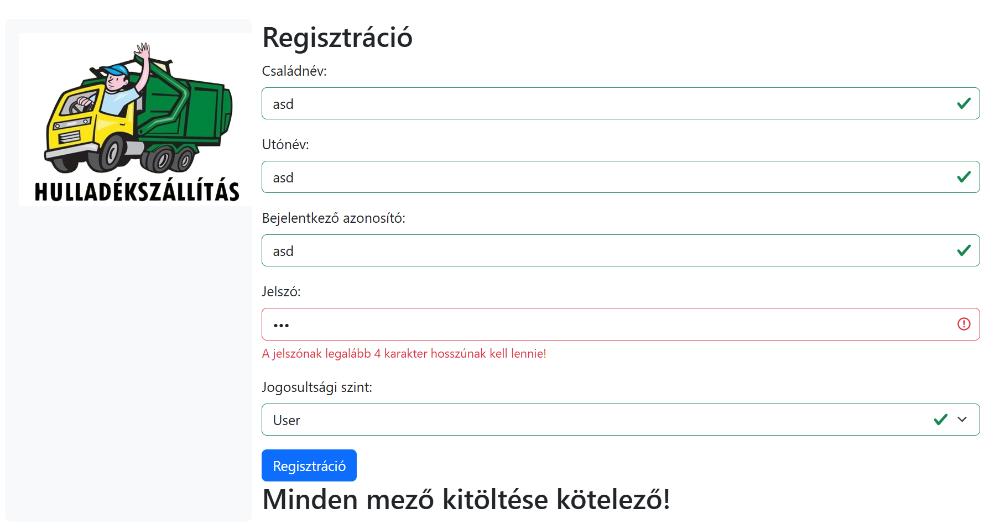 HULLADÉKSZÁLLÍTÁS
Regisztráció
Családnév:
asd
Utónév:
asd
Bejelentkező azonosító:
asd
Jelszó:
•••
A jelszónak legalább 4 karakter hosszúnak kell lennie!
Jogosultsági szint:
User
Regisztráció
Minden mező kitöltése kötelező!